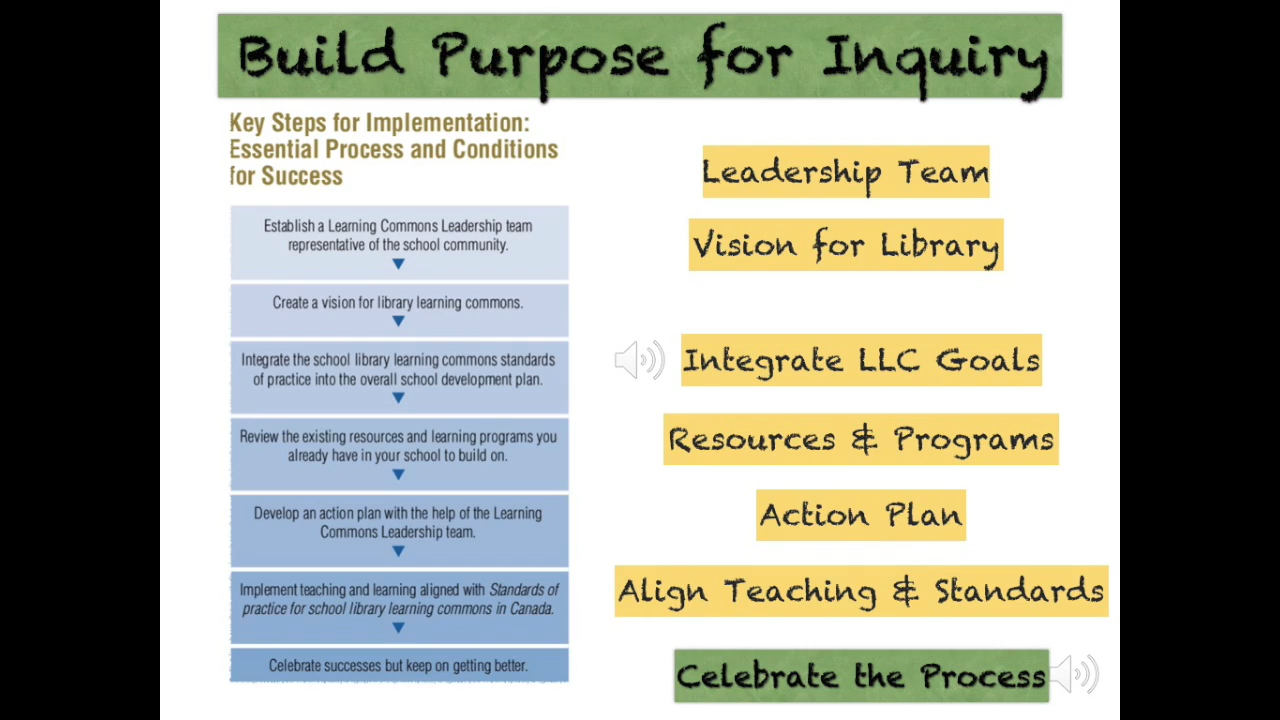 Build Purpose for Inquiry
Key Steps for Implementation:
Essential Process and Conditions
for Success
Establish a Learning Commons Leadership team
representative of the school community.
Create a vision for library learning commons.
Integrate the school library learning commons standards
of practice into the overall school development plan.
Review the existing resources and learning programs you
already have in your school to build on.
Develop an action plan with the help of the Learning
Commons Leadership team.
Implement teaching and learning aligned with Standards of
practice for school library learning commons in Canada.
Celebrate successes but keep on getting better.
Leadership Team
Vision for Library
Integrate LLC Goals
Resources & Programs
Action Plan
Align Teaching & Standards
Celebrate the Process